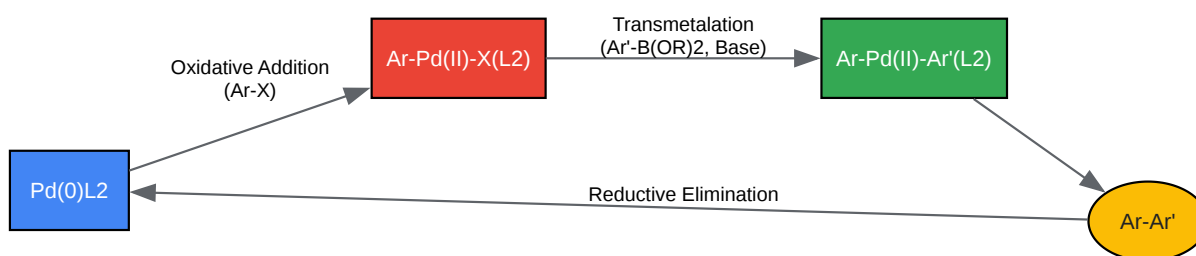 Transmetalation
(Ar'-B(OR)2, Base)
Ar-Pd(II)-X(L2)
Ar-Pd(II)-Ar'(L2)
Oxidative Addition
(Ar-X)
Pd(0)L2
Reductive Elimination
Ar-Ar'